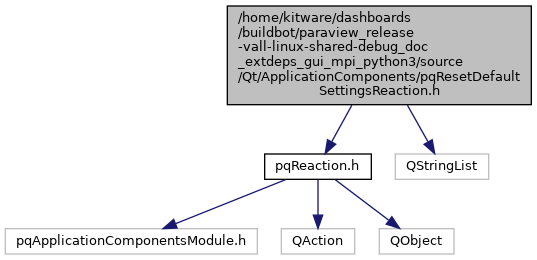 /home/kitware/dashboards
/buildbot/paraview_release
-vall-linux-shared-debug_doc
_extdeps_gui_mpi_python3/source
/Qt/ApplicationComponents/pqResetDefault
SettingsReaction.h
pqReaction.h
QStringList
pqApplicationComponentsModule.h
QAction
QObject